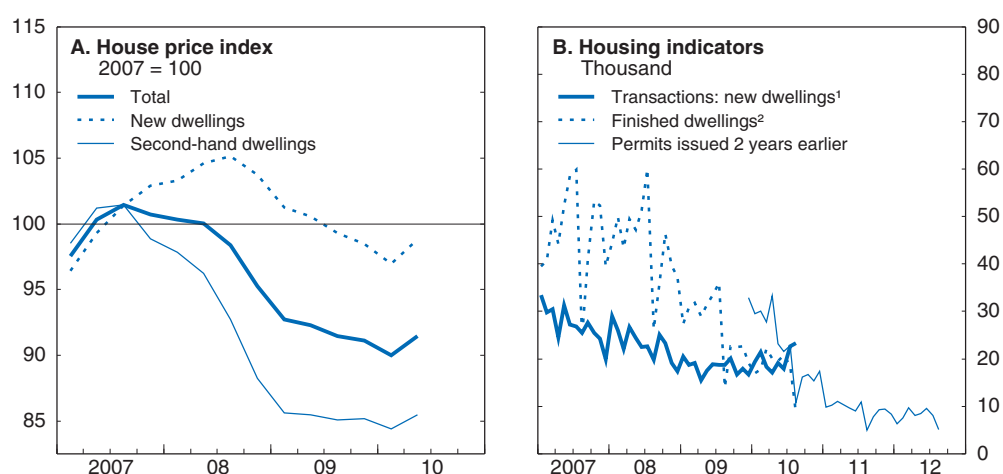 A. House price index
2007 = 100
Total
New dwellings
Second-hand dwellings
115
110
105
100
95
90
85
2007
08
09
10
B. Housing indicators
Thousand
Transactions: new dwellings¹
Finished dwellings²
Permits issued 2 years earlier
90
80
70
60
50
40
30
20
10
0
2007
08
09
10
11
12